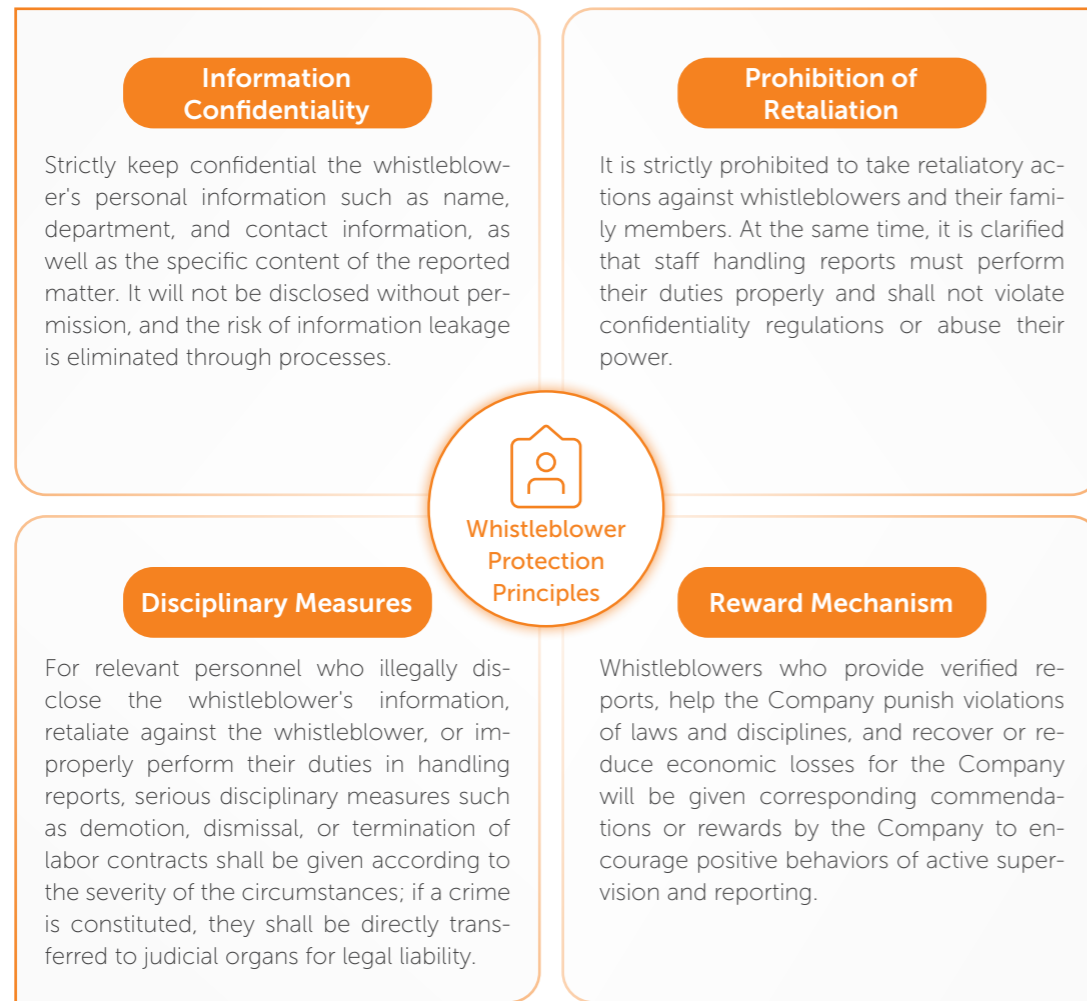 Information
Confidentiality
Strictly keep confidential the whistleblow-
er's personal information such as name,
department, and contact information, as
well as the specific content of the reported
matter. It will not be disclosed without per-
mission, and the risk of information leakage
is eliminated through processes.
Prohibition of
Retaliation
It is strictly prohibited to take retaliatory ac-
tions against whistleblowers and their fami-
ly members. At the same time, it is clarified
that staff handling reports must perform
their duties properly and shall not violate
confidentiality regulations or abuse their
power.
Whistleblower
Protection
Principles
Disciplinary Measures
For relevant personnel who illegally dis-
close the whistleblower's information,
retaliate against the whistleblower, or im-
properly perform their duties in handling
reports, serious disciplinary measures such
as demotion, dismissal, or termination of
labor contracts shall be given according to
the severity of the circumstances; if a crime
is constituted, they shall be directly trans-
ferred to judicial organs for legal liability.
Reward Mechanism
Whistleblowers who provide verified re-
ports, help the Company punish violations
of laws and disciplines, and recover or re-
duce economic losses for the Company
will be given corresponding commenda-
tions or rewards by the Company to en-
courage positive behaviors of active super-
vision and reporting.